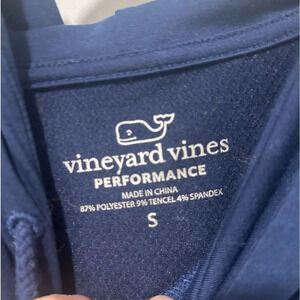 vineyard vines
PERFORMANCE
MADE IN CHINA
87% POLYESTER 9% TENCEL 4% SPANDEX
S